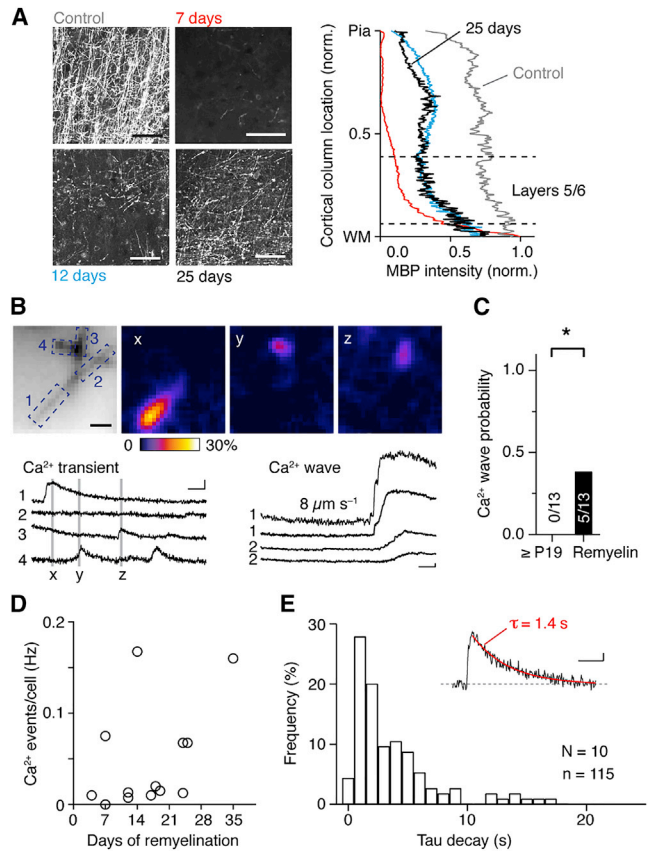 A
Control
7 days
12 days
25 days
Pia
0.5
WM
Cortical column location (norm.)
25 days
Control
Layers 5/6
0.0
0.5
1.0
MBP intensity (norm.)
B
1
2
3
4
x
y
z
0
30%
Ca²⁺ transient
1
2
3
4
x
y
z
Ca²⁺ wave
8 µm s⁻¹
1
1
2
2
C
*
Ca²⁺ wave probability
1.0
0.5
0.0
0/13
5/13
≥ P19
Remyelin
D
Ca²⁺ events/cell (Hz)
0.2
0.1
0
0
7
14
21
28
35
Days of remyelination
E
Frequency (%)
30
20
10
0
τ = 1.4 s
N = 10
n = 115
0
10
20
Tau decay (s)